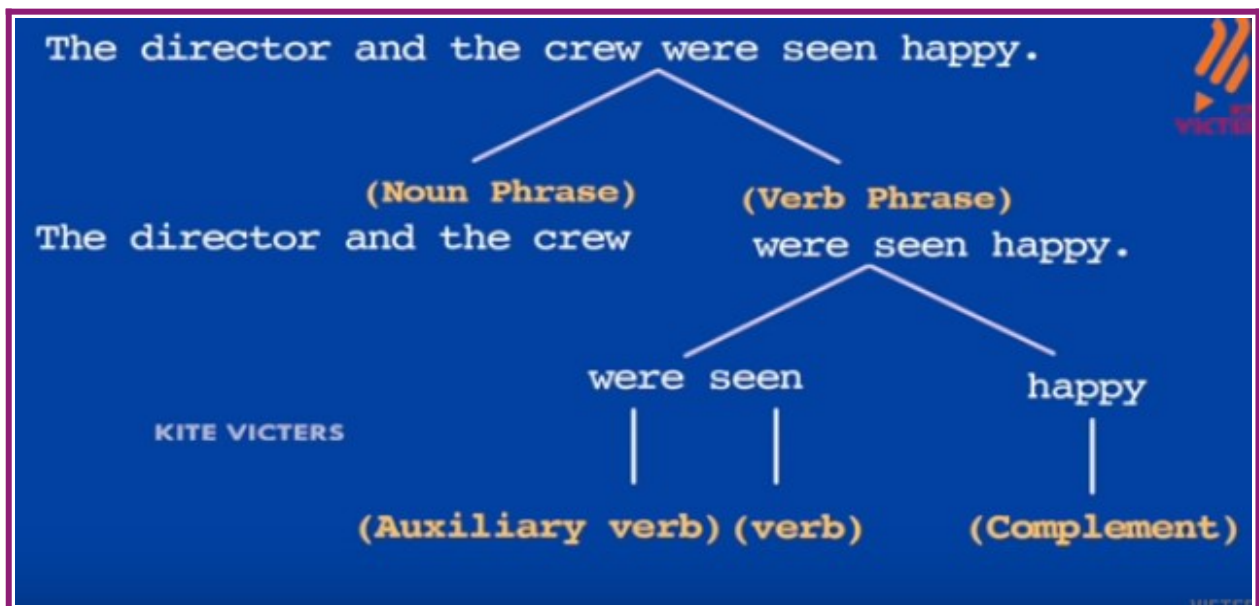 The director and the crew were seen happy.
VICTERS
(Noun Phrase) (Verb Phrase)
The director and the crew were seen happy.
were seen happy
KITE VICTERS
(Auxiliary verb) (verb) (Complement)